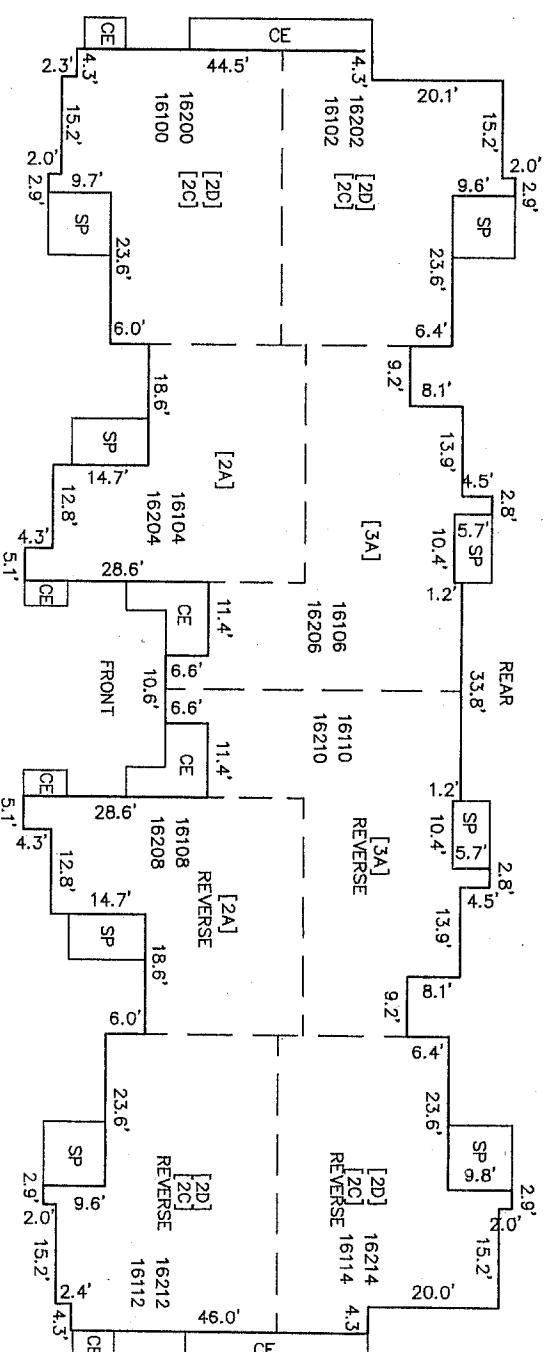 CE
CE
2.3'
4.3'
44.5'
4.3'
20.1'
15.2'
15.2'
2.0'
2.0'
2.9'
2.9'
9.7'
9.6'
SP
SP
16200
16100
[2D]
[2C]
16202
16102
[2D]
[2C]
23.6'
23.6'
6.0'
6.4'
18.6'
9.2'
8.1'
SP
14.7'
[2A]
13.9'
4.5'
2.8'
12.8'
16104
16204
[3A]
5.7'
SP
10.4'
4.3'
5.1'
28.6'
1.2'
CE
CE
11.4'
16106
16206
6.6'
FRONT
10.6'
REAR
33.8'
6.6'
16110
16210
CE
11.4'
CE
28.6'
1.2'
5.1'
4.3'
16108
16208
[3A]
REVERSE
10.4'
SP
5.7'
2.8'
4.5'
12.8'
[2A]
REVERSE
13.9'
14.7'
SP
18.6'
8.1'
9.2'
6.0'
6.4'
23.6'
23.6'
SP
SP
9.8'
9.6'
2.9'
2.9'
2.0'
2.0'
[2D]
[2C]
REVERSE
[2D]
[2C]
REVERSE
15.2'
15.2'
16212
16112
16214
16114
2.4'
4.3'
46.0'
4.3
20.0'
CE
CE